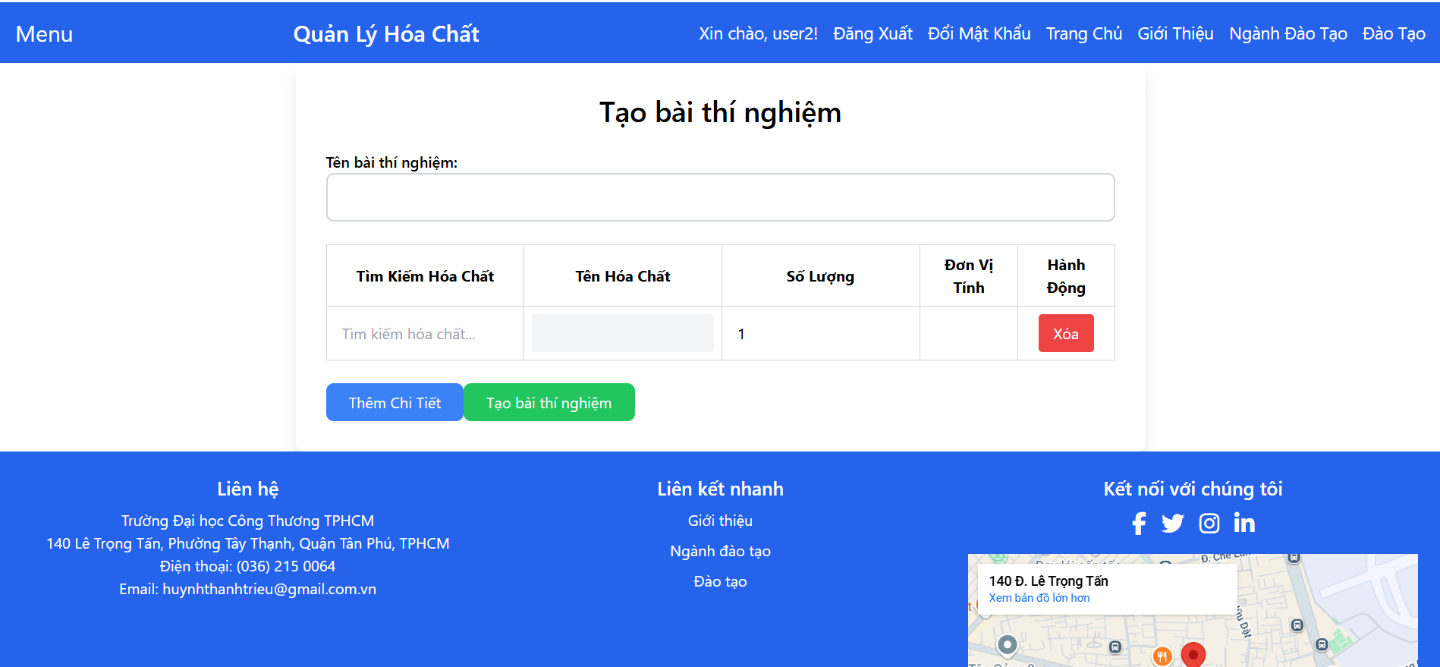 Menu
Quản Lý Hóa Chất
Xin chào, user2! Đăng Xuất Đổi Mật Khẩu Trang Chủ Giới Thiệu Ngành Đào Tạo Đào Tạo
Tạo bài thí nghiệm
Tên bài thí nghiệm:
Tìm Kiếm Hóa Chất Tên Hóa Chất Số Lượng Đơn Vị Tính Hành Động
Tìm kiếm hóa chất... 1 Xóa
Thêm Chi Tiết Tạo bài thí nghiệm
Liên hệ
Trường Đại học Công Thương TPHCM
140 Lê Trọng Tấn, Phường Tây Thạnh, Quận Tân Phú, TPHCM
Điện thoại: (036) 215 0064
Email: huynhthanhtrieu@gmail.com.vn
Liên kết nhanh
Giới thiệu
Ngành đào tạo
Đào tạo
Kết nối với chúng tôi
140 Đ. Lê Trọng Tấn
Xem bản đồ lớn hơn